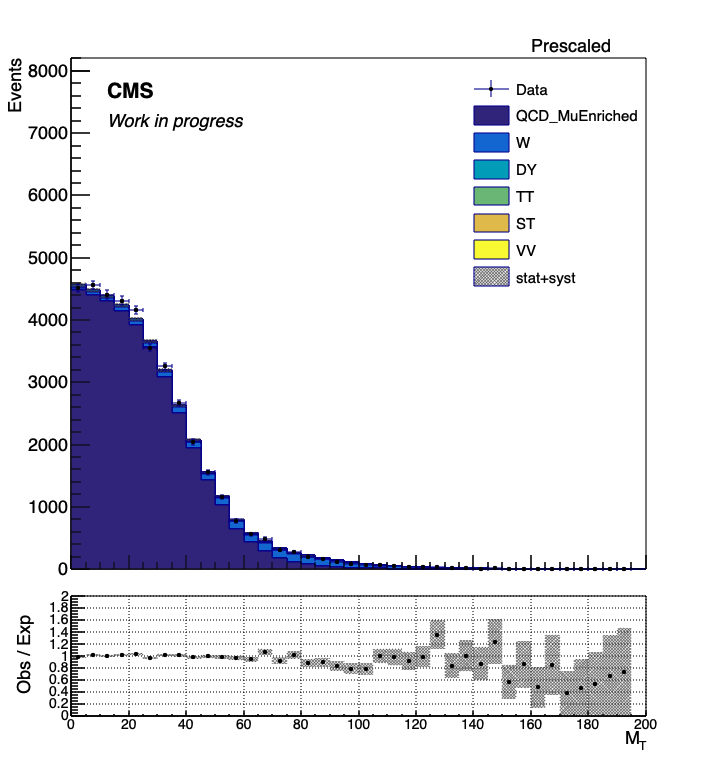 Prescaled
Events
8000
7000
6000
5000
4000
3000
2000
1000
0
CMS
Work in progress
Data
QCD_MuEnriched
W
DY
TT
ST
VV
stat+syst
Obs / Exp
2
1.8
1.6
1.4
1.2
1
0.8
0.6
0.4
0.2
0
0 20 40 60 80 100 120 140 160 180 200
M_T